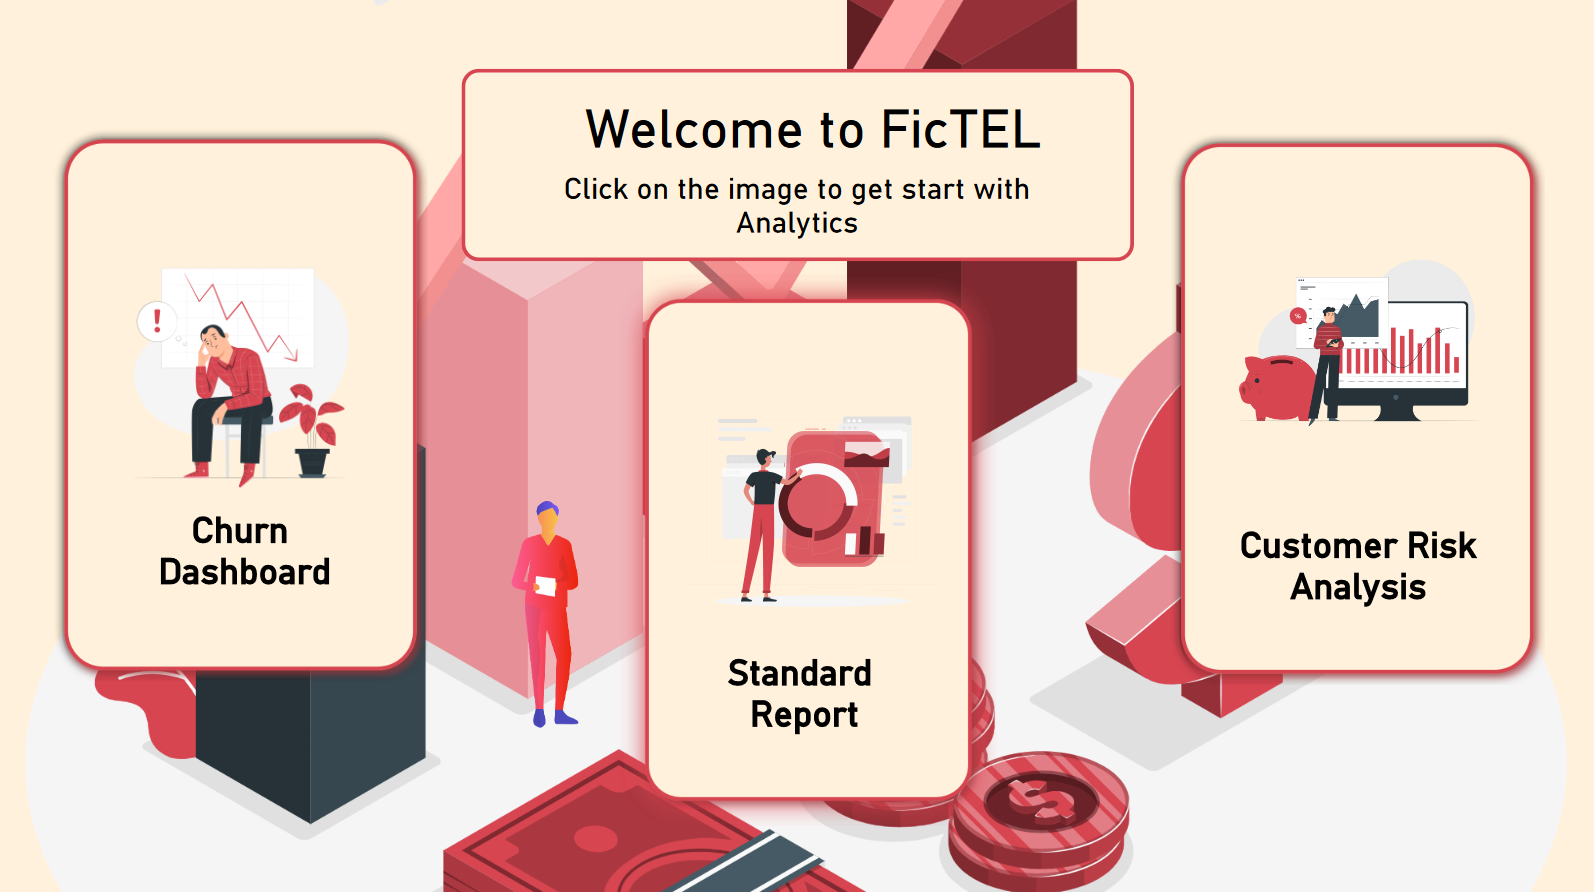 Welcome to FicTEL
Click on the image to get start with
Analytics
!
Churn
Dashboard
Standard
Report
%
Customer Risk
Analysis
$